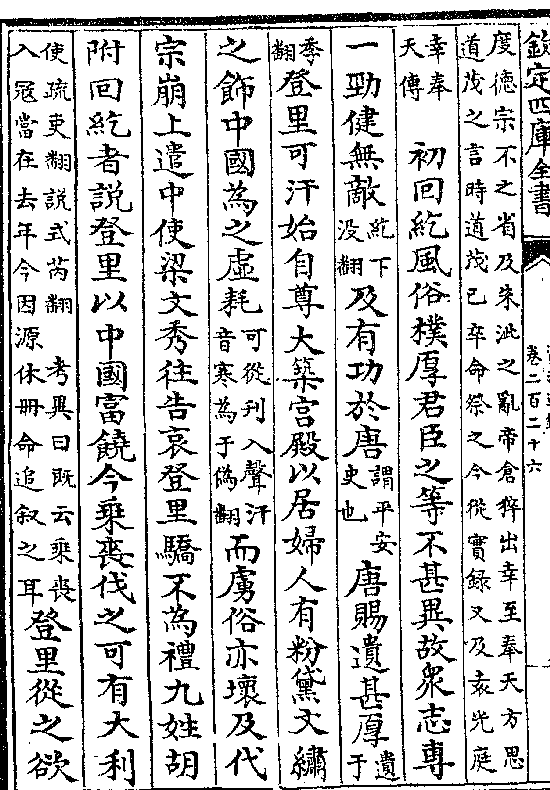 欽定四庫全書
卷二百二十六
度德宗不之省及朱泚之亂帝倉猝出幸至奉天方思
道茂之言時道茂已卒命祭之今從實錄又及袁光庭
幸奉
天傳
初回紇風俗樸厚君臣之等不甚異故衆志專
一勁健無敵
紇下
没翻
及有功於唐
謂平安
史也
唐賜遺甚厚
遺
于
季
翻
登里可汗始自尊大築宫殿以居婦人有粉黛文繡
之飾中國為之虛耗
可從刋入聲汗
音寒為于偽翻
而虜俗亦壞及代
宗崩上遣中使梁文秀往告哀登里驕不為禮九姓胡
附回紇者說登里以中國富饒今乘喪伐之可有大利
使疏吏翻說式芮翻 考異曰既云乘喪
入冦當在去年今因源休册命追叙之耳
登里從之欲